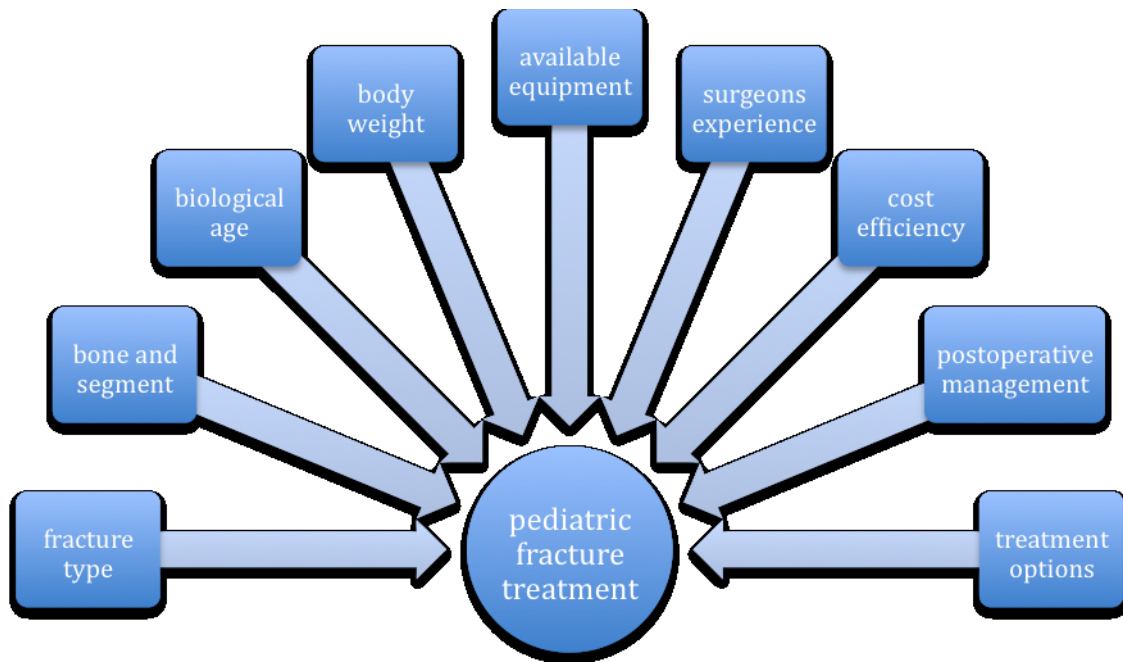 available
equipment
body
weight
surgeons
experience
biological
age
cost
efficiency
bone and
segment
postoperative
management
fracture
type
pediatric
fracture
treatment
treatment
options